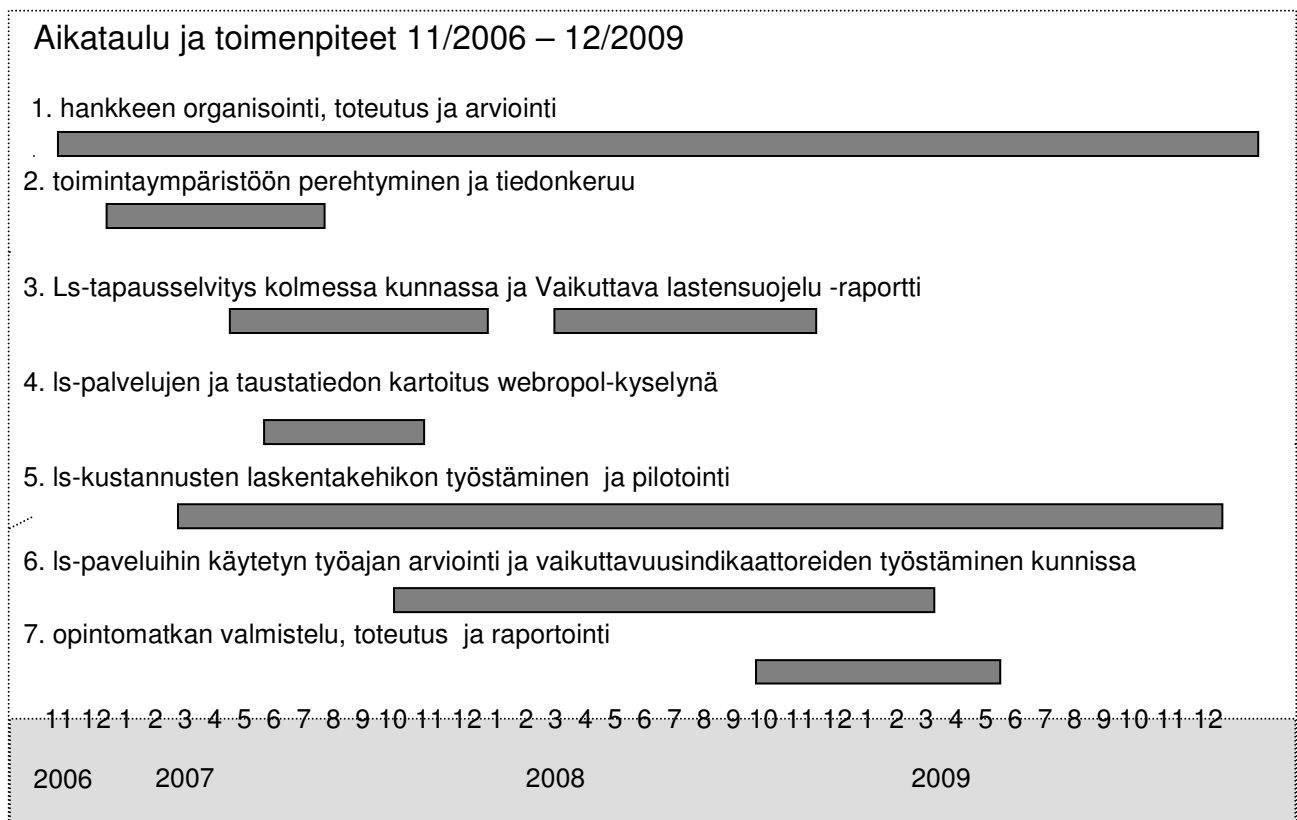 Aikataulu ja toimenpiteet 11/2006 – 12/2009
1. hankkeen organisointi, toteutus ja arviointi
2. toimintaympäristöön perehtyminen ja tiedonkeruu
3. Ls-tapausselvitys kolmessa kunnassa ja Vaikuttava lastensuojelu -raportti
4. ls-palvelujen ja taustatiedon kartoitus webropol-kyselynä
5. ls-kustannusten laskentakehikon työstäminen ja pilotointi
6. ls-paveluihin käytetyn työajan arviointi ja vaikuttavuusindikaattoreiden työstäminen kunnissa
7. opintomatkan valmistelu, toteutus ja raportointi
11 12 1 2 3 4 5 6 7 8 9 10 11 12 1 2 3 4 5 6 7 8 9 10 11 12 1 2 3 4 5 6 7 8 9 10 11 12
2006 2007 2008 2009